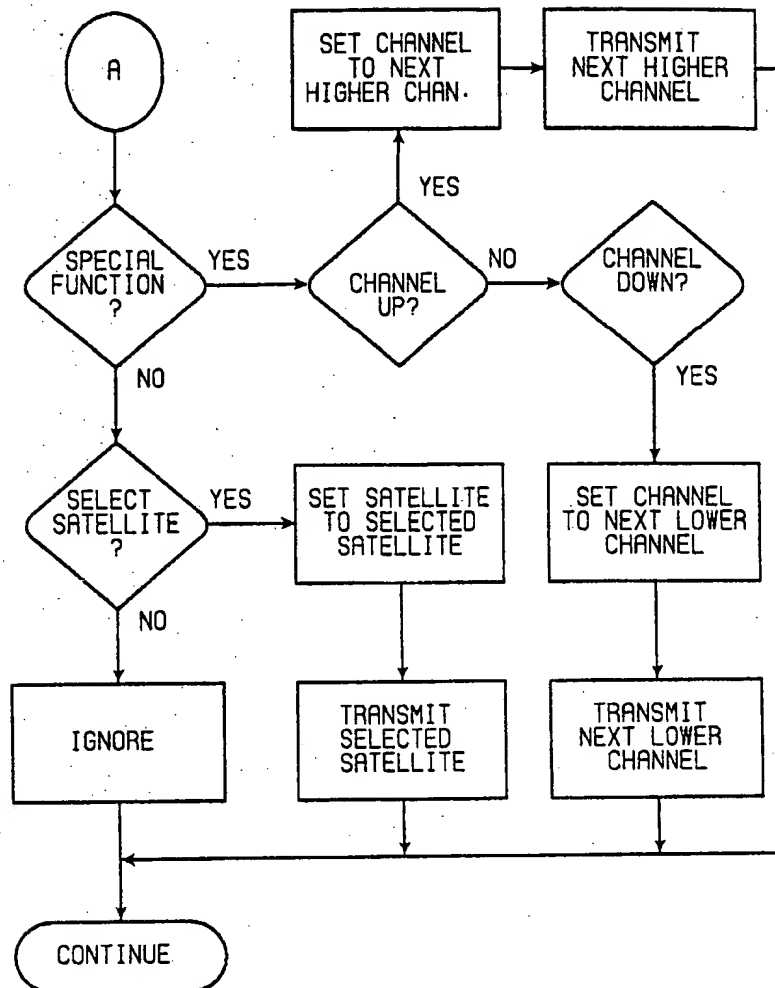 A
SET CHANNEL
TO NEXT
HIGHER CHAN.
TRANSMIT
NEXT HIGHER
CHANNEL
YES
SPECIAL
FUNCTION
?
YES
CHANNEL
UP?
NO
CHANNEL
DOWN?
NO
YES
SELECT
SATELLITE
?
YES
SET SATELLITE
TO SELECTED
SATELLITE
SET CHANNEL
TO NEXT LOWER
CHANNEL
NO
IGNORE
TRANSMIT
SELECTED
SATELLITE
TRANSMIT
NEXT LOWER
CHANNEL
CONTINUE